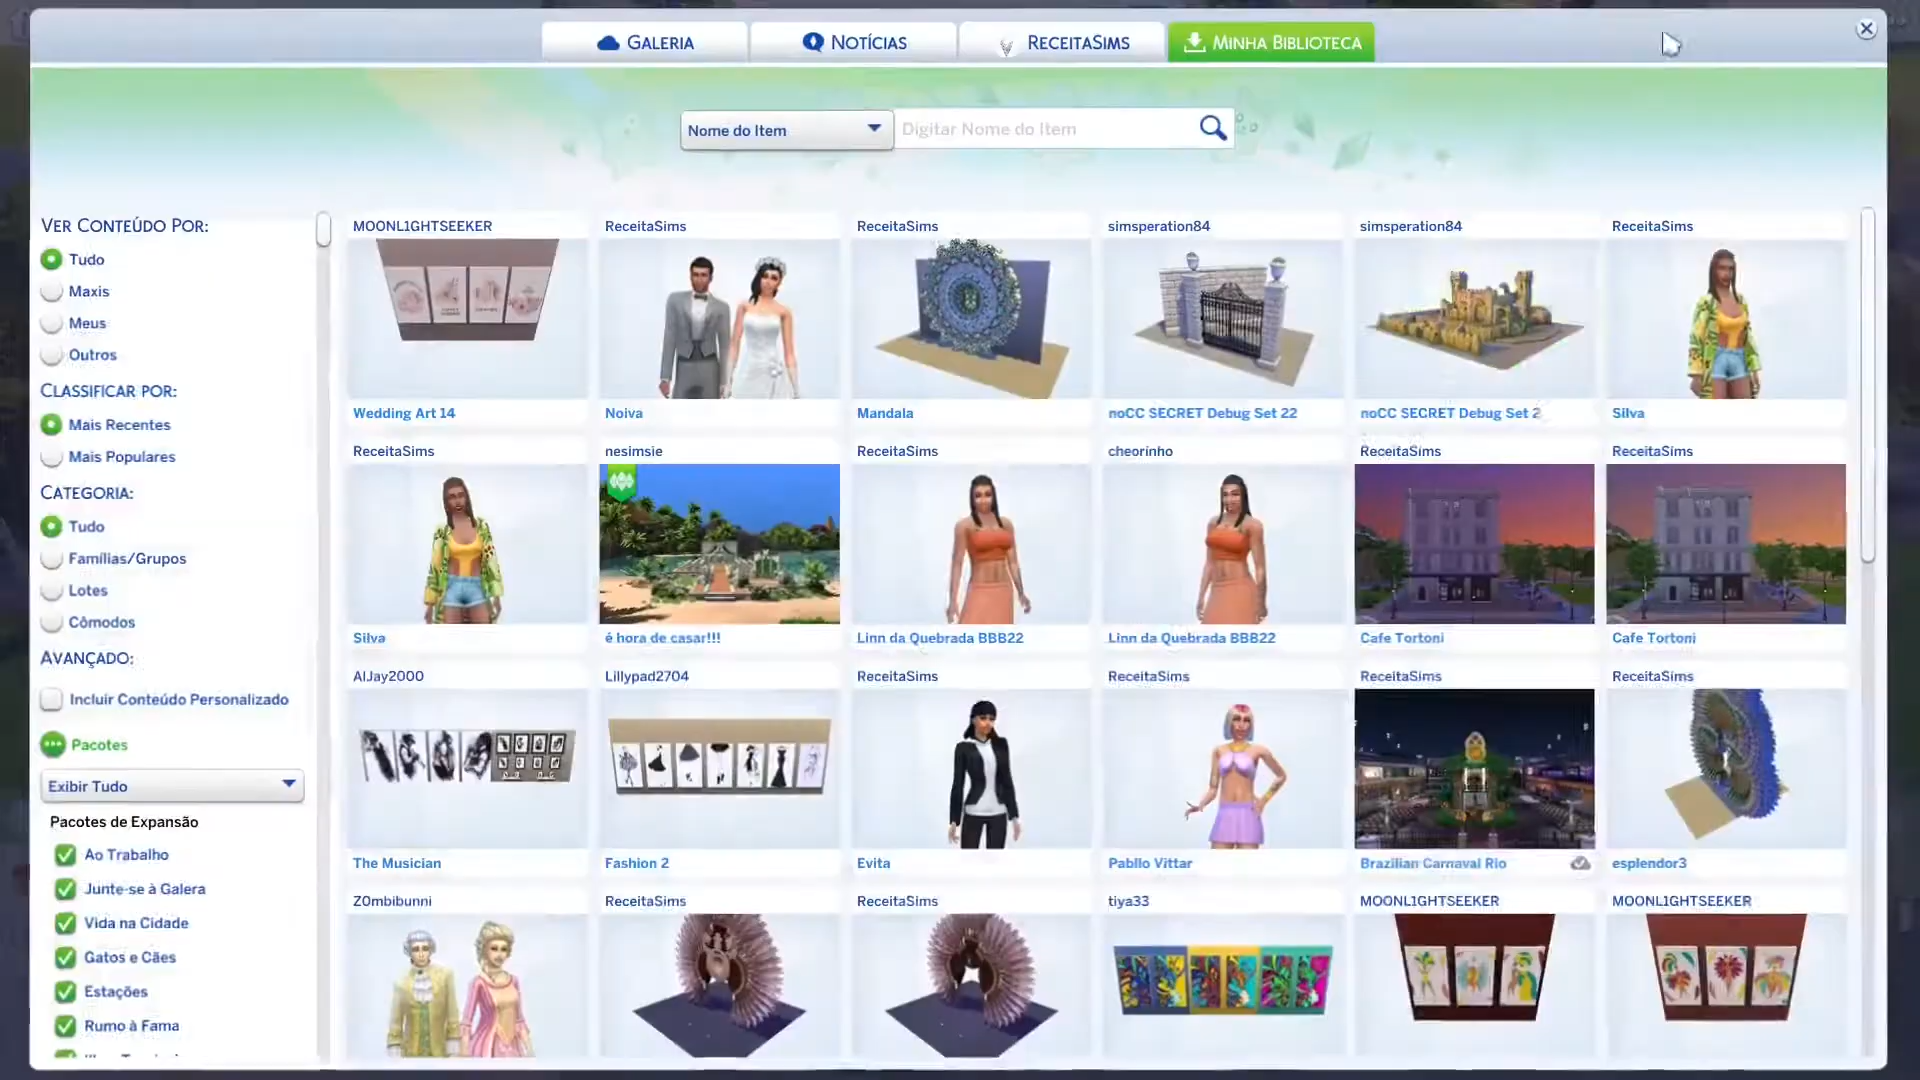 GALERIA
NOTÍCIAS
RECEITASIMS
MINHA BIBLIOTECA
Nome do Item
Digitar Nome do Item
VER CONTEÚDO POR:
Tudo
Maxis
Meus
Outros
CLASSIFICAR POR:
Mais Recentes
Mais Populares
CATEGORIA:
Tudo
Famílias/Grupos
Lotes
Cômodos
AVANÇADO:
Incluir Conteúdo Personalizado
Pacotes
Exibir Tudo
Pacotes de Expansão
Ao Trabalho
Junte-se à Galera
Vida na Cidade
Gatos e Cães
Estações
Rumo à Fama
MOONL1GHTSEEKER
ReceitaSims
ReceitaSims
simsperation84
simsperation84
ReceitaSims
Wedding Art 14
Noiva
Mandala
noCC SECRET Debug Set 22
noCC SECRET Debug Set 2
Silva
ReceitaSims
nesimsie
ReceitaSims
cheorinho
ReceitaSims
ReceitaSims
Silva
é hora de casar!!!
Linn da Quebrada BBB22
Linn da Quebrada BBB22
Cafe Tortoni
Cafe Tortoni
AlJay2000
Lillypad2704
ReceitaSims
ReceitaSims
ReceitaSims
ReceitaSims
The Musician
Fashion 2
Evita
Pabllo Vittar
Brazilian Carnaval Rio
esplendor3
Z0mbibunni
ReceitaSims
ReceitaSims
tiya33
MOONL1GHTSEEKER
MOONL1GHTSEEKER